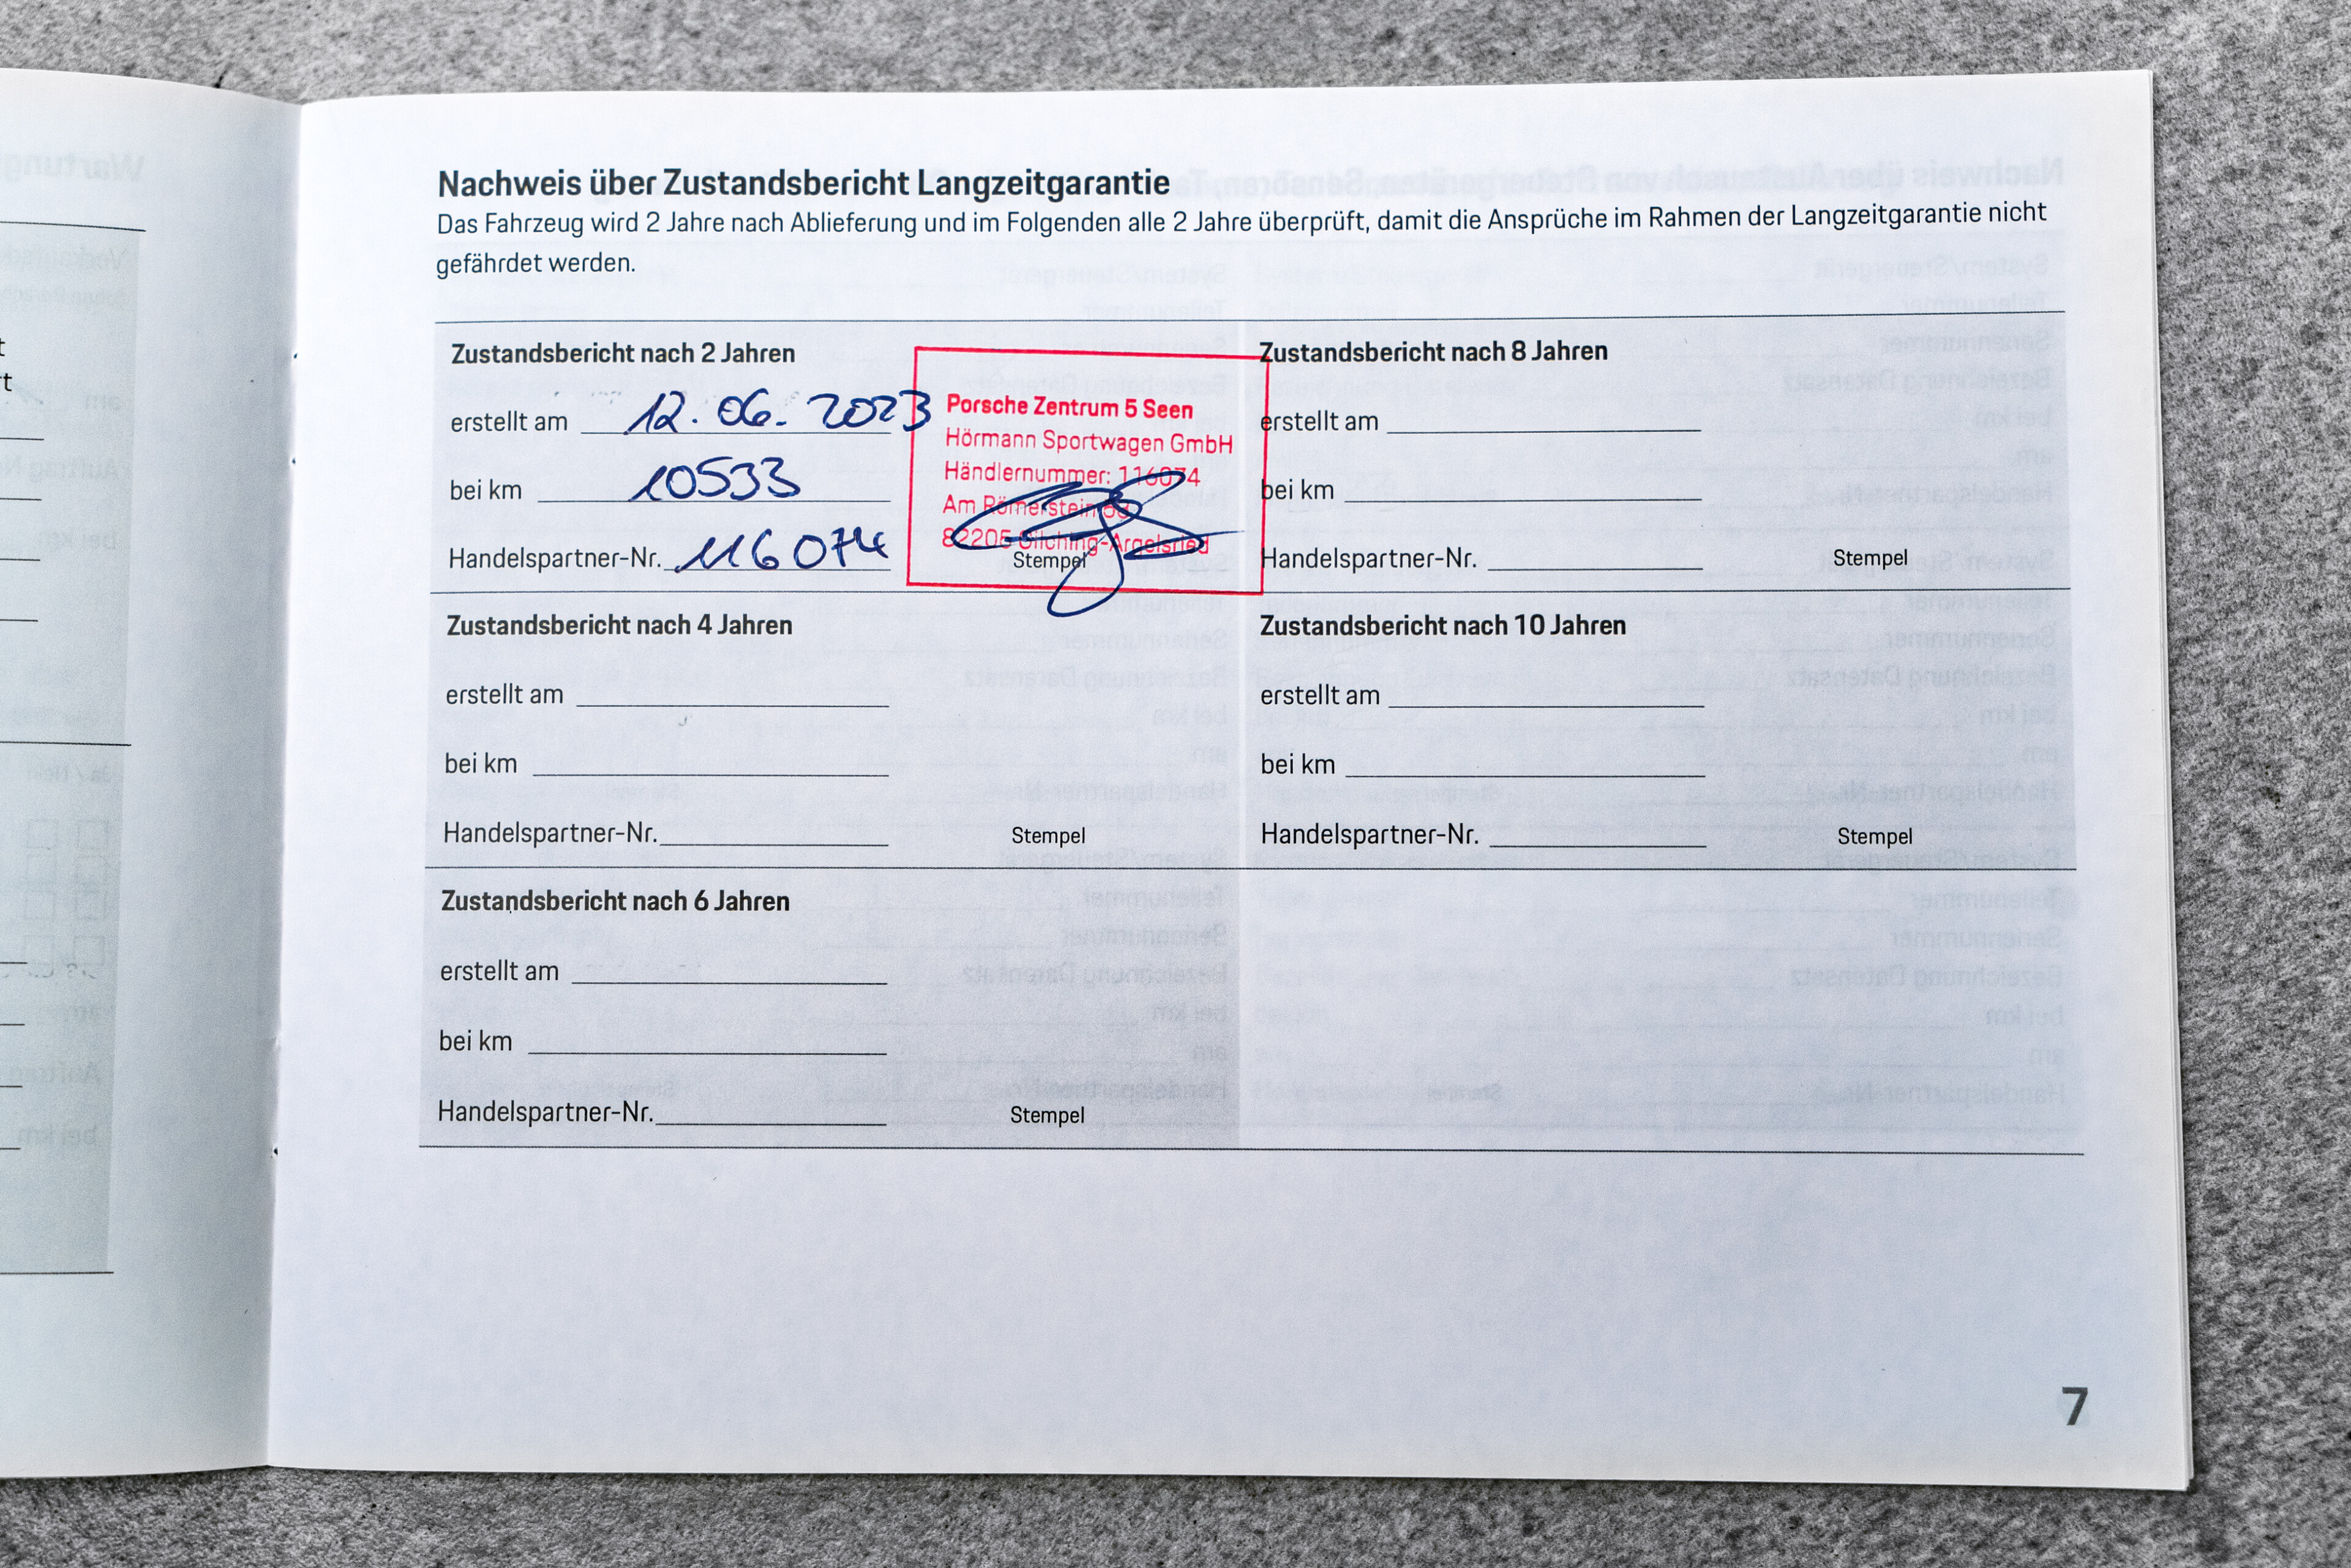 Nachweis über Zustandsbericht Langzeitgarantie
Das Fahrzeug wird 2 Jahre nach Ablieferung und im Folgenden alle 2 Jahre überprüft, damit die Ansprüche im Rahmen der Langzeitgarantie nicht
gefährdet werden.
Zustandsbericht nach 2 Jahren
erstellt am 12.06.2023
bei km 10533
Handelspartner-Nr. 116074
Porsche Zentrum 5 Seen
Hörmann Sportwagen GmbH
Händlernummer: 116074
Am Römerstein
82205 Gilching-Argelsried
Stempel
Zustandsbericht nach 4 Jahren
erstellt am
bei km
Handelspartner-Nr. Stempel
Zustandsbericht nach 6 Jahren
erstellt am
bei km
Handelspartner-Nr. Stempel
Zustandsbericht nach 8 Jahren
erstellt am
bei km
Handelspartner-Nr. Stempel
Zustandsbericht nach 10 Jahren
erstellt am
bei km
Handelspartner-Nr. Stempel
7